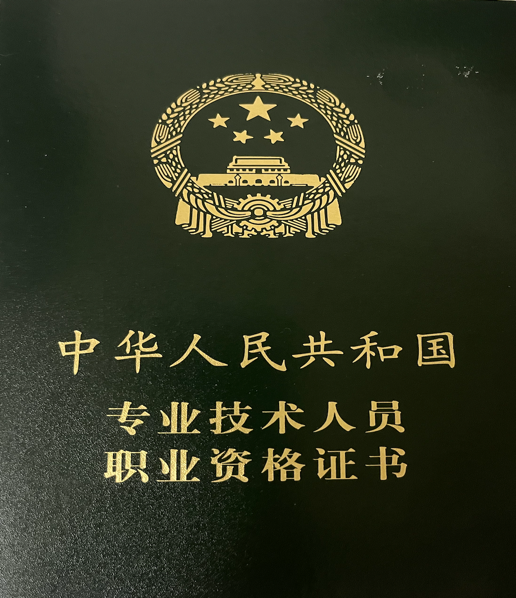 中华人民共和国
专业技术人员
职业资格证书